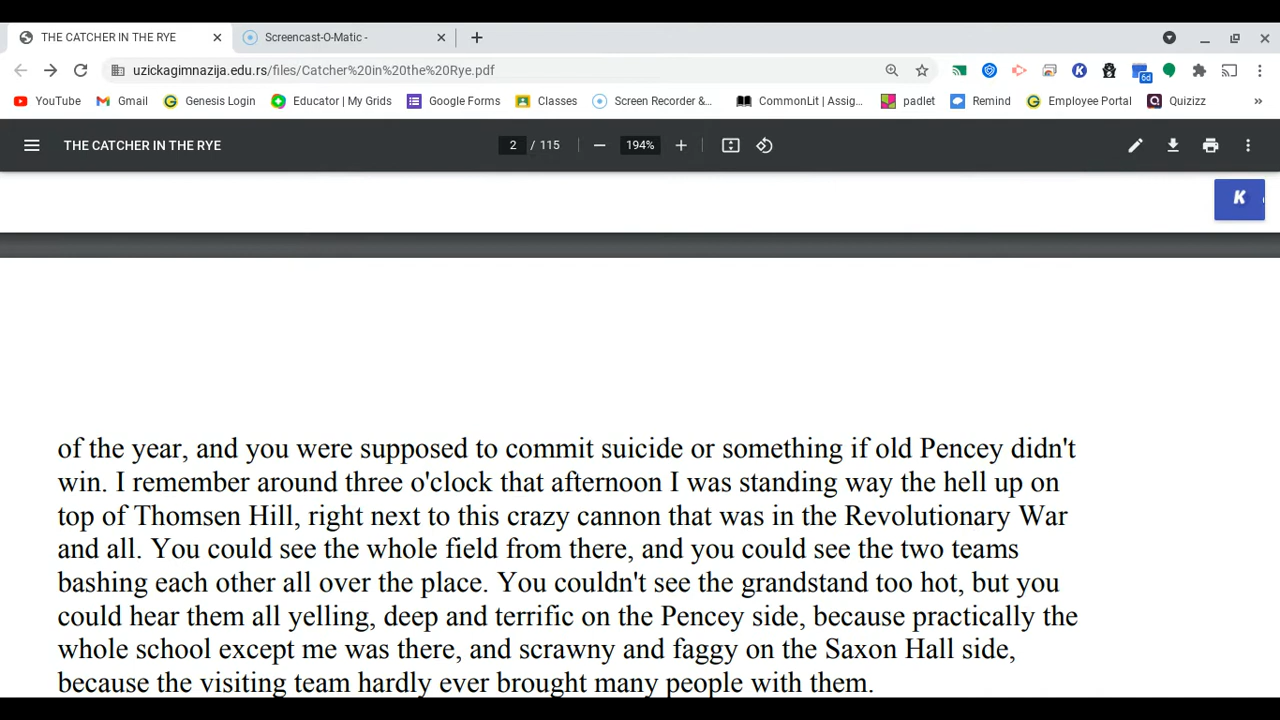 THE CATCHER IN THE RYE
Screencast-O-Matic -
uzickagimnazija.edu.rs/files/Catcher%20in%20the%20Rye.pdf
6d
YouTube Gmail Genesis Login Educator | My Grids Google Forms Classes Screen Recorder &... CommonLit | Assig... padlet Remind Employee Portal Quizizz »
THE CATCHER IN THE RYE 2 / 115 194%
K
of the year, and you were supposed to commit suicide or something if old Pencey didn't
win. I remember around three o'clock that afternoon I was standing way the hell up on
top of Thomsen Hill, right next to this crazy cannon that was in the Revolutionary War
and all. You could see the whole field from there, and you could see the two teams
bashing each other all over the place. You couldn't see the grandstand too hot, but you
could hear them all yelling, deep and terrific on the Pencey side, because practically the
whole school except me was there, and scrawny and faggy on the Saxon Hall side,
because the visiting team hardly ever brought many people with them.